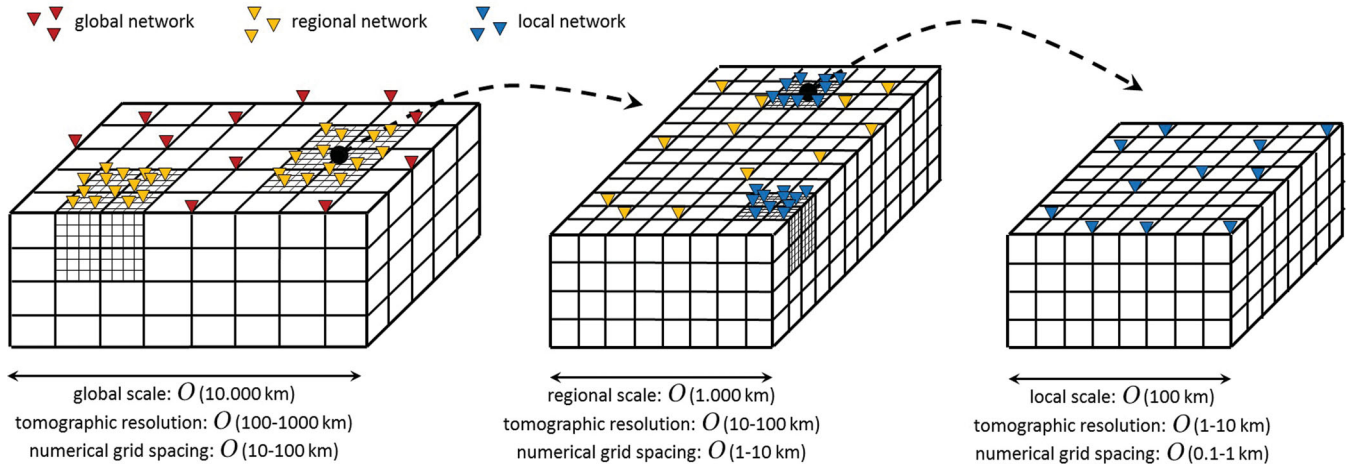 global network
regional network
local network
global scale: O (10.000 km)
tomographic resolution: O (100-1000 km)
numerical grid spacing: O (10-100 km)
regional scale: O (1.000 km)
tomographic resolution: O (10-100 km)
numerical grid spacing: O (1-10 km)
local scale: O (100 km)
tomographic resolution: O (1-10 km)
numerical grid spacing: O (0.1-1 km)